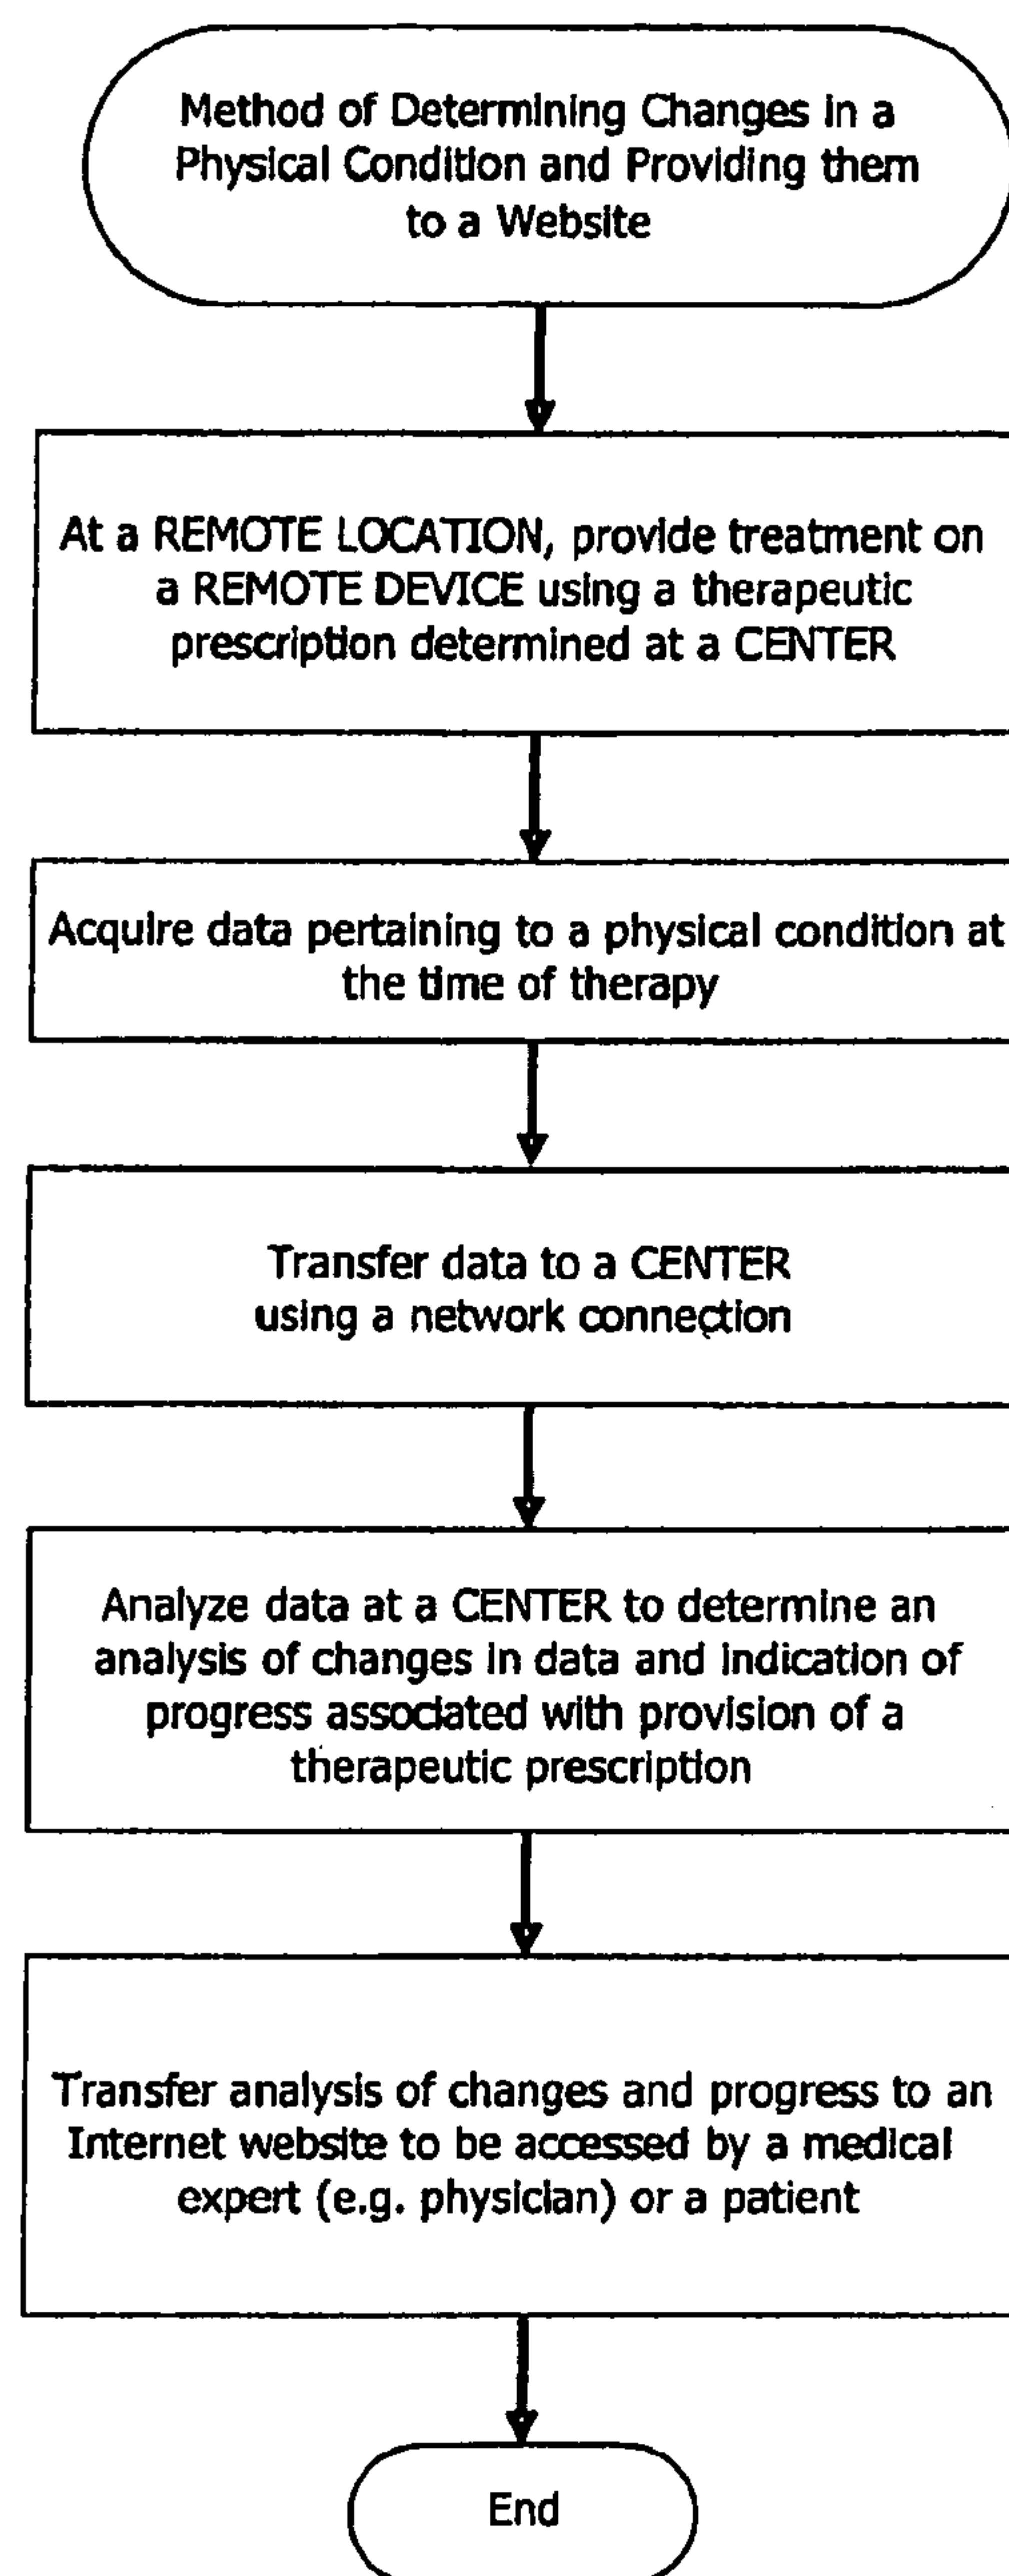 Method of Determining Changes in a
Physical Condition and Providing them
to a Website
At a REMOTE LOCATION, provide treatment on
a REMOTE DEVICE using a therapeutic
prescription determined at a CENTER
Acquire data pertaining to a physical condition at
the time of therapy
Transfer data to a CENTER
using a network connection
Analyze data at a CENTER to determine an
analysis of changes in data and indication of
progress associated with provision of a
therapeutic prescription
Transfer analysis of changes and progress to an
Internet website to be accessed by a medical
expert (e.g. physician) or a patient
End